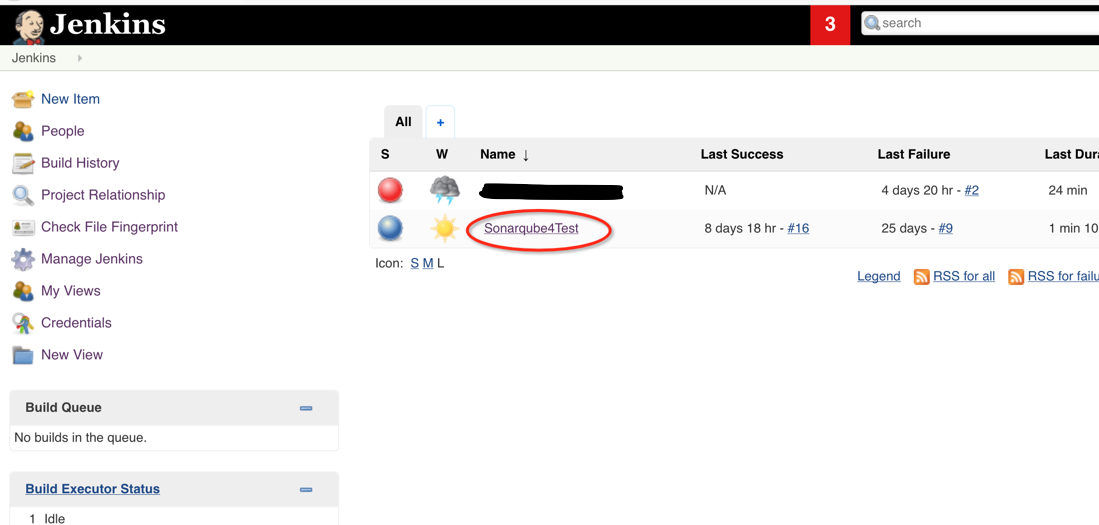 Jenkins
3
search
Jenkins
New Item
People
Build History
Project Relationship
Check File Fingerprint
Manage Jenkins
My Views
Credentials
New View
Build Queue
No builds in the queue.
Build Executor Status
1 Idle
All +
S W Name ↓ Last Success Last Failure Last Dura
N/A 4 days 20 hr - #2 24 min
Sonarqube4Test 8 days 18 hr - #16 25 days - #9 1 min 10
Icon: S M L
Legend RSS for all RSS for failu